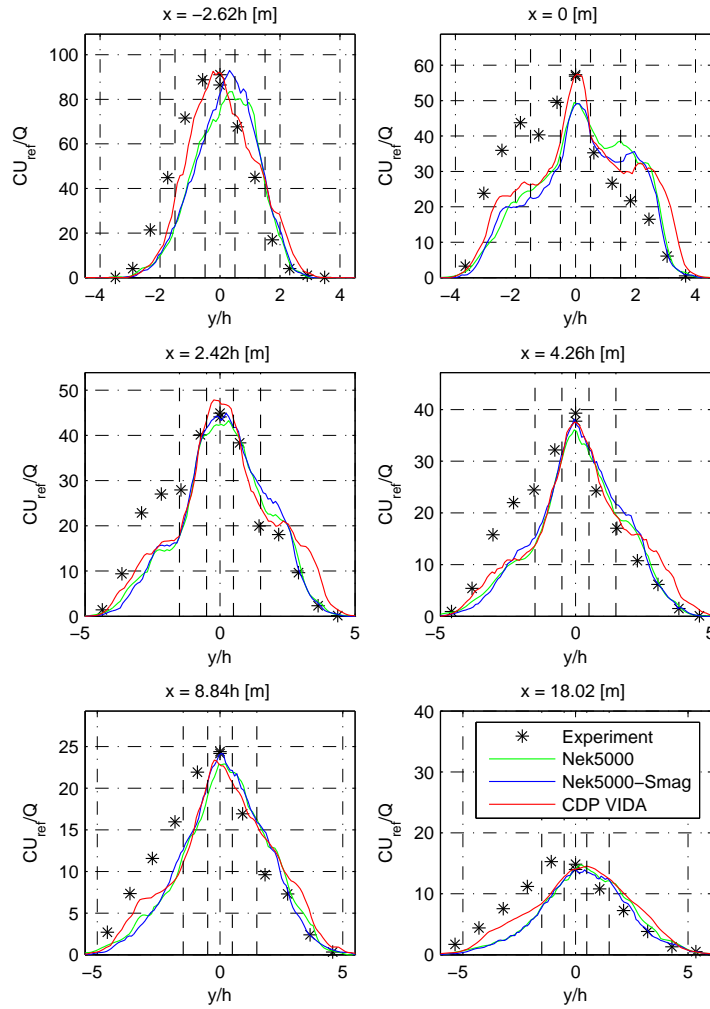 x = −2.62h [m]
x = 0 [m]
CU_ref/Q
100
80
60
40
20
0
−4 −2 0 2 4
y/h
CU_ref/Q
60
50
40
30
20
10
0
−4 −2 0 2 4
y/h
x = 2.42h [m]
x = 4.26h [m]
CU_ref/Q
50
40
30
20
10
0
−5 0 5
y/h
CU_ref/Q
40
30
20
10
0
−5 0 5
y/h
x = 8.84h [m]
x = 18.02 [m]
CU_ref/Q
25
20
15
10
5
0
−5 0 5
y/h
CU_ref/Q
40
30
20
10
0
−5 0 5
y/h
Experiment
Nek5000
Nek5000−Smag
CDP VIDA